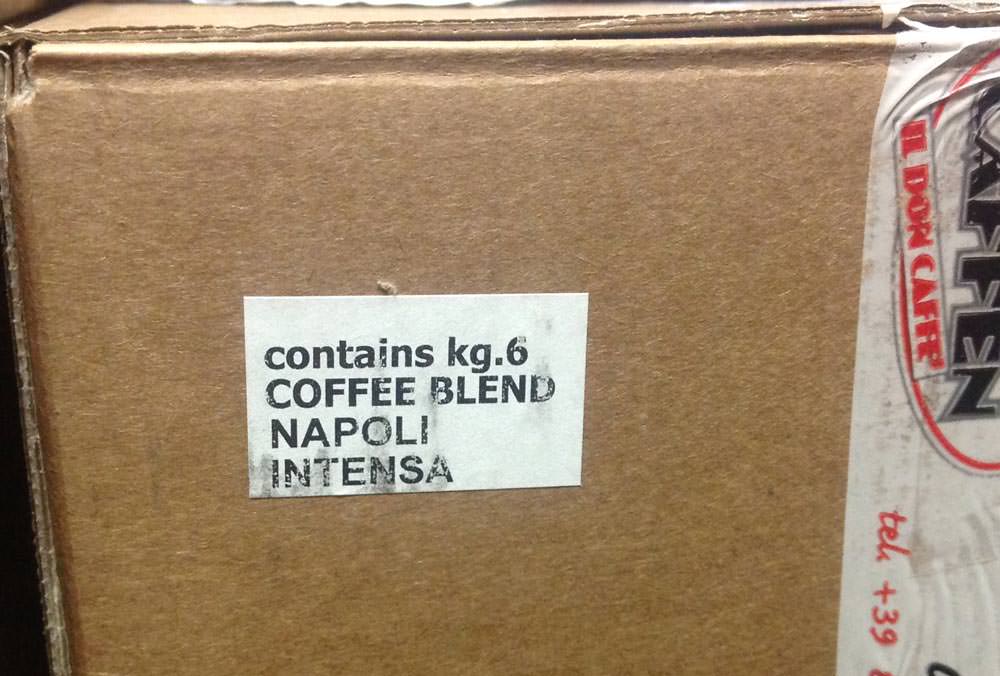 contains kg.6
COFFEE BLEND
NAPOLI
INTENSA
IL DON CAFFÈ
tel. +39